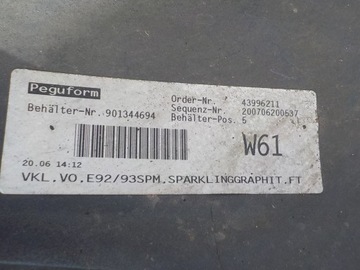 Peguform
Order-Nr. 43996211
Sequenz-Nr. 200706200637
Behälter-Nr. 901344694
Behälter-Pos. 5
W61
20.06 14:12
VKL.VO.E92/93SPM.SPARKLINGGRAPHIT.FT